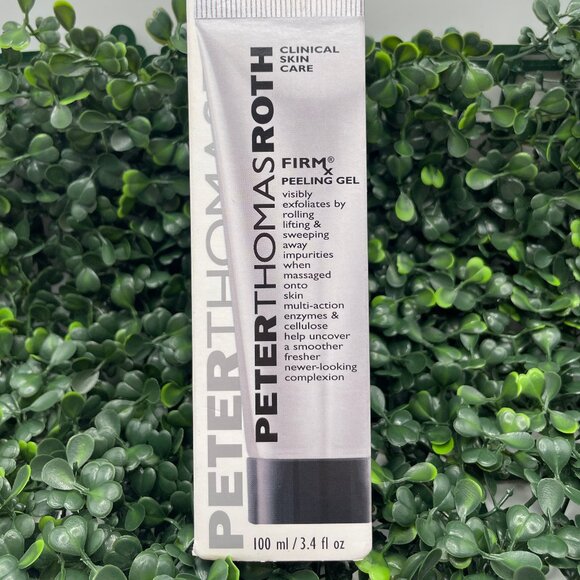 PETERTHOMAS
PETERTHOMASROTH
CLINICAL
SKIN
CARE
FIRMx®
PEELING GEL
visibly
exfoliates by
rolling
lifting &
sweeping
away
impurities
when
massaged
onto
skin
multi-action
enzymes &
cellulose
help uncover
a smoother
fresher
newer-looking
complexion
100 ml / 3.4 fl oz